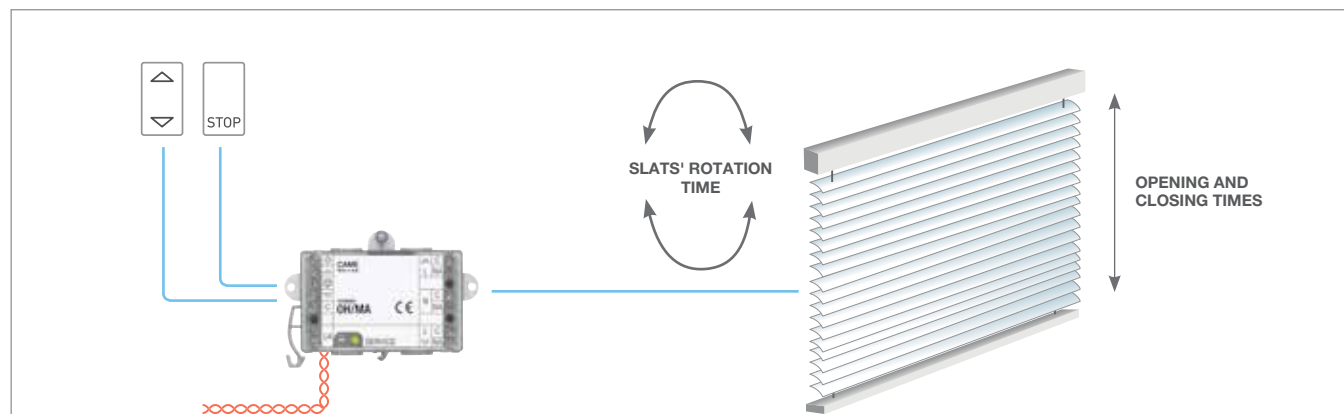 STOP
SLATS' ROTATION
TIME
OPENING AND
CLOSING TIMES
CAME
OH/MA CE
SERVICE